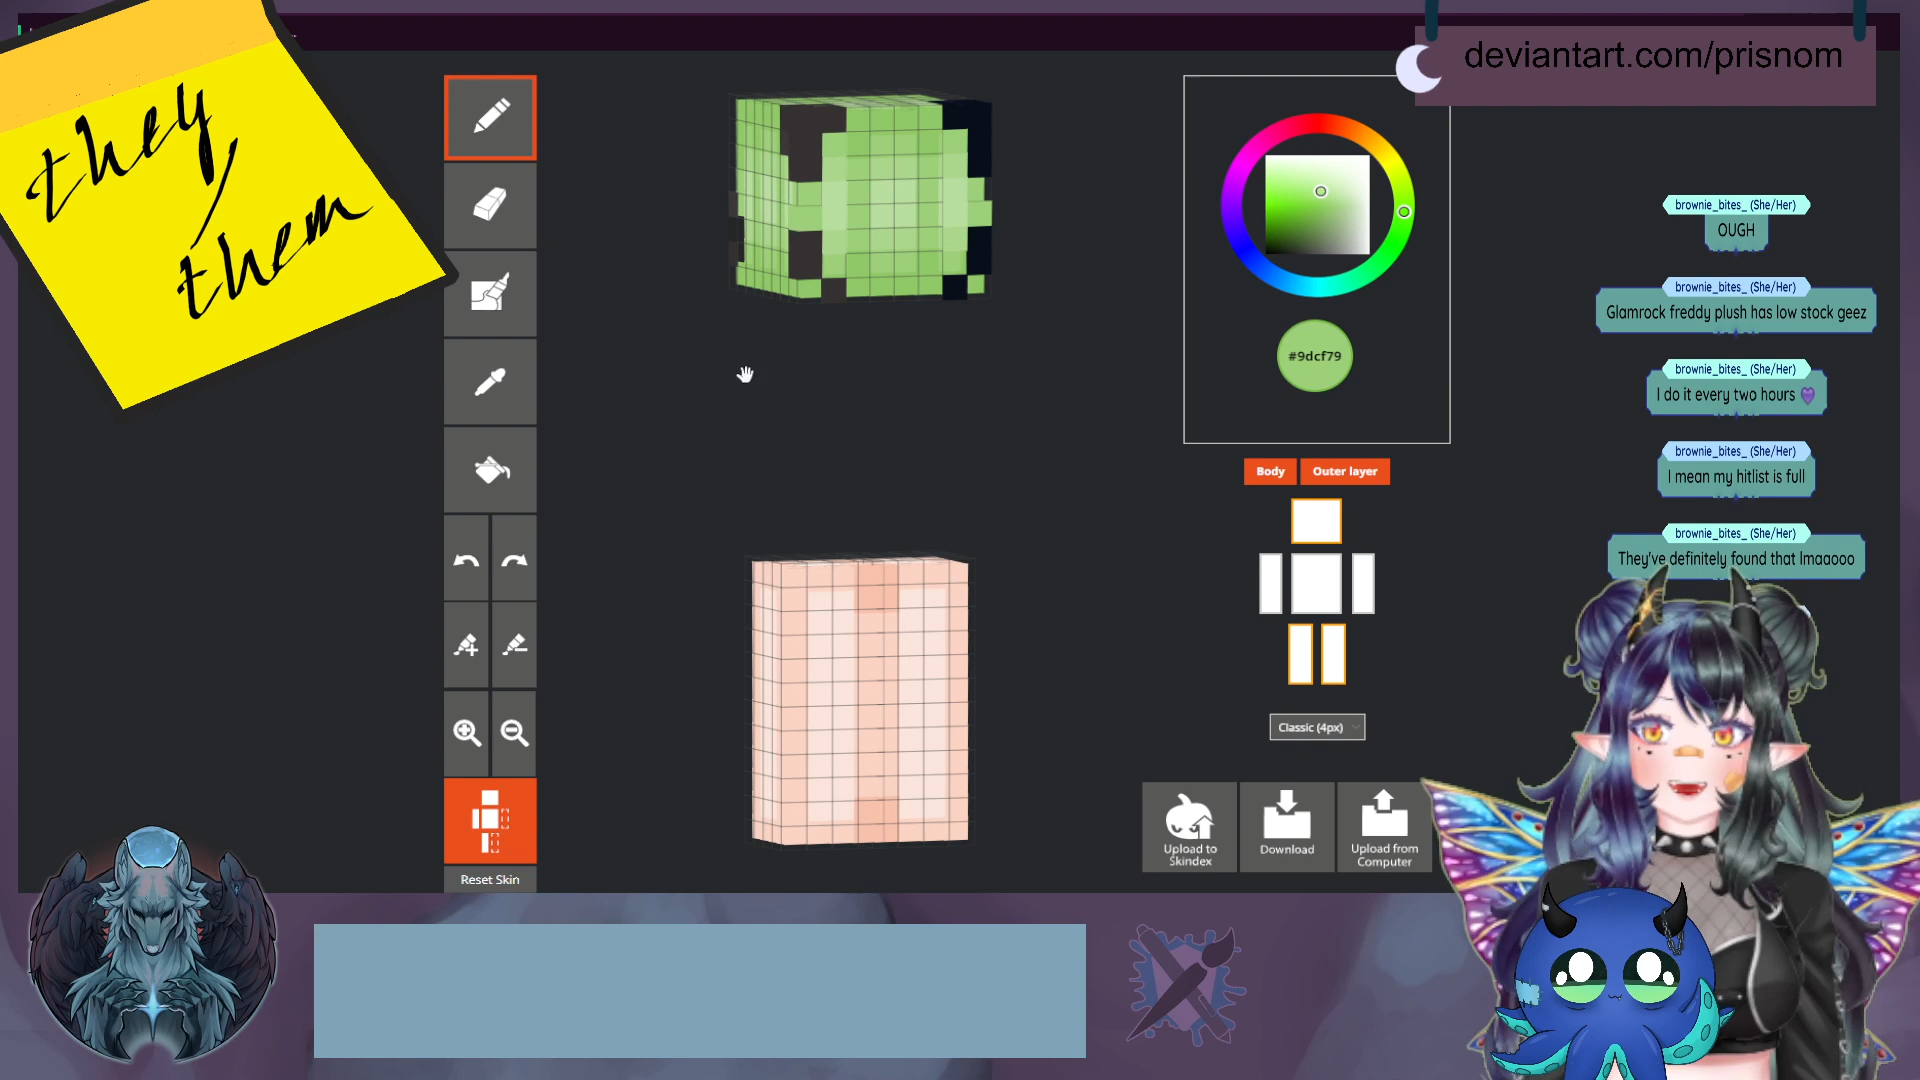 they
/
them
deviantart.com/prisnom
#9dcf79
Body
Outer layer
Classic (4px)
Upload to
Skindex
Download
Upload from
Computer
Reset Skin
brownie_bites_ (She/Her)
OUGH
brownie_bites_ (She/Her)
Glamrock freddy plush has low stock geez
brownie_bites_ (She/Her)
I do it every two hours 💜
brownie_bites_ (She/Her)
I mean my hitlist is full
brownie_bites_ (She/Her)
They've definitely found that lmaaooo